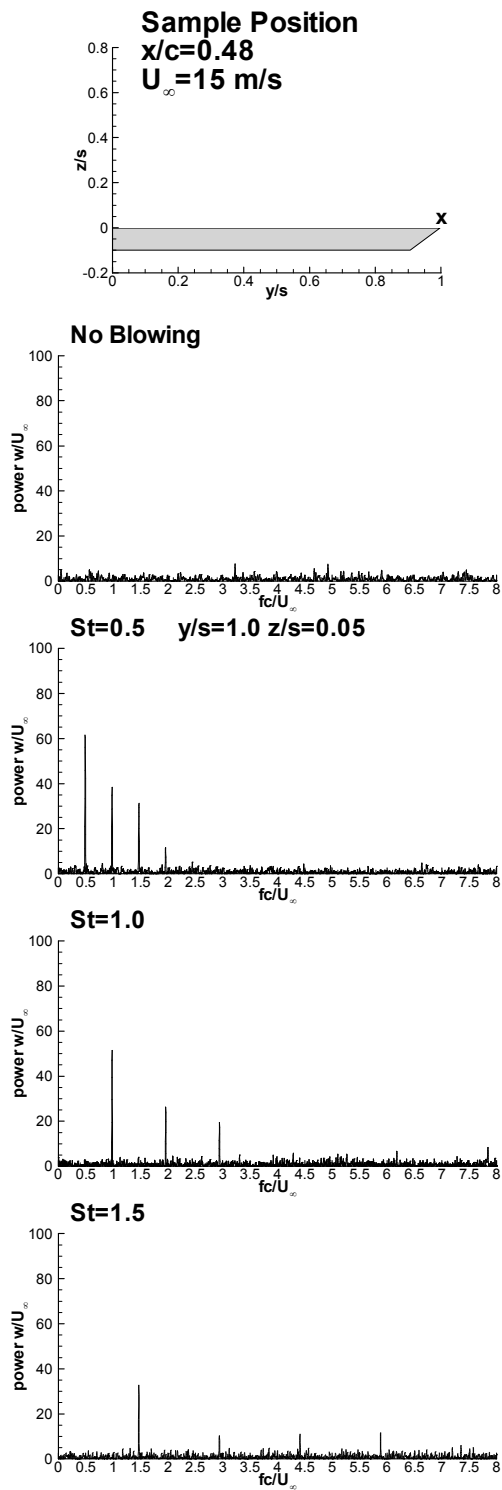 Sample Position
x/c=0.48
U∞=15 m/s
0.8
0.6
0.4
0.2
0
-0.2
z/s
x
0 0.2 0.4 0.6 0.8 1
y/s
No Blowing
100
80
60
40
20
0
power w/U∞
0 0.5 1 1.5 2 2.5 3 3.5 4 4.5 5 5.5 6 6.5 7 7.5 8
fc/U∞
St=0.5 y/s=1.0 z/s=0.05
100
80
60
40
20
0
power w/U∞
0 0.5 1 1.5 2 2.5 3 3.5 4 4.5 5 5.5 6 6.5 7 7.5 8
fc/U∞
St=1.0
100
80
60
40
20
0
power w/U∞
0 0.5 1 1.5 2 2.5 3 3.5 4 4.5 5 5.5 6 6.5 7 7.5 8
fc/U∞
St=1.5
100
80
60
40
20
0
power w/U∞
0 0.5 1 1.5 2 2.5 3 3.5 4 4.5 5 5.5 6 6.5 7 7.5 8
fc/U∞